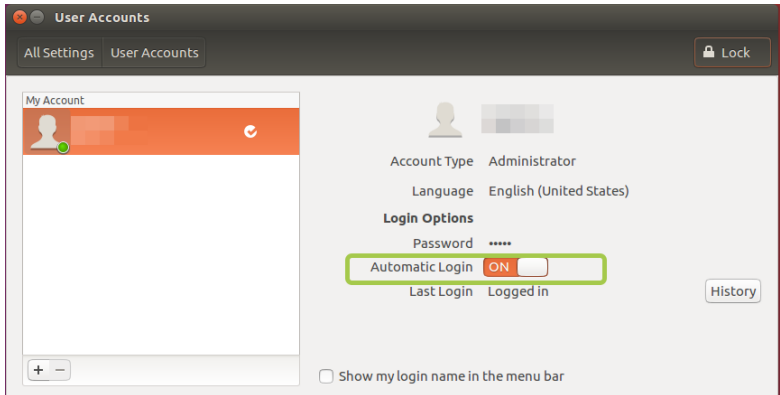 User Accounts
All Settings User Accounts
Lock
My Account
Account Type Administrator
Language English (United States)
Login Options
Password •••••
Automatic Login ON
Last Login Logged in
History
+ −
Show my login name in the menu bar